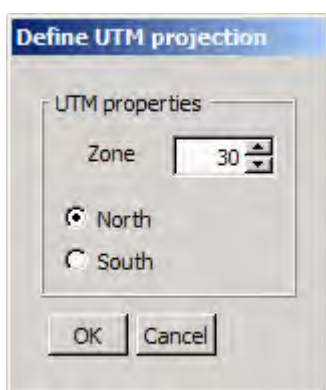 Define UTM projection
UTM properties
Zone 30
North
South
OK Cancel